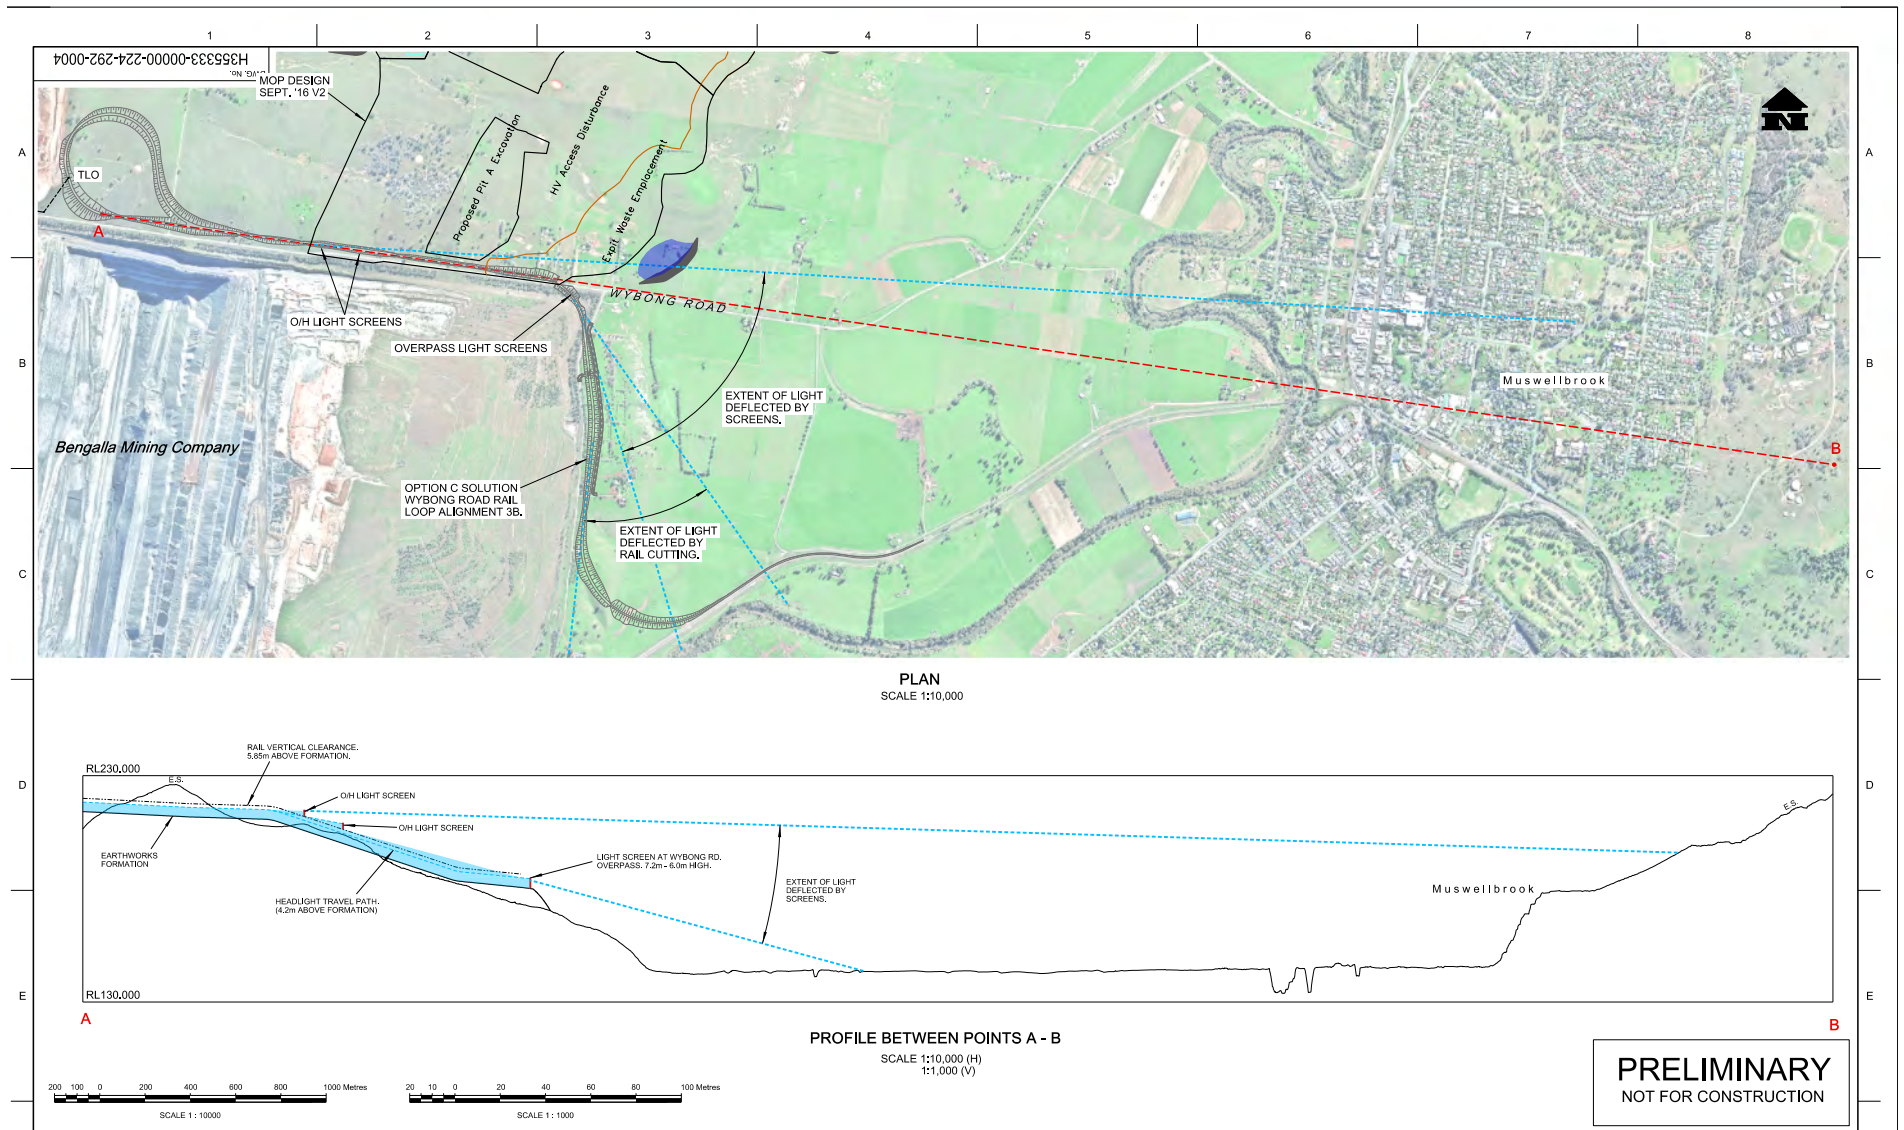 1 2 3 4 5 6 7 8
H355333-00000-224-292-0004
DWG. No.
MOP DESIGN
SEPT. '16 V2
A A
TLO
A
Proposed Pit A Excavation
HV Access Disturbance
Expit Waste Emplacement
N
WYBONG ROAD
O/H LIGHT SCREENS
OVERPASS LIGHT SCREENS
B B
EXTENT OF LIGHT
DEFLECTED BY
SCREENS.
Muswellbrook
Bengalla Mining Company
B
OPTION C SOLUTION
WYBONG ROAD RAIL
LOOP ALIGNMENT 3B.
EXTENT OF LIGHT
DEFLECTED BY
RAIL CUTTING.
C C
PLAN
SCALE 1:10,000
RAIL VERTICAL CLEARANCE.
5.85m ABOVE FORMATION.
RL230.000
E.S.
D D
O/H LIGHT SCREEN
E.S.
O/H LIGHT SCREEN
EARTHWORKS
FORMATION
LIGHT SCREEN AT WYBONG RD.
OVERPASS. 7.2m - 6.0m HIGH.
EXTENT OF LIGHT
DEFLECTED BY
SCREENS.
Muswellbrook
HEADLIGHT TRAVEL PATH.
(4.2m ABOVE FORMATION)
RL130.000
E E
A B
PROFILE BETWEEN POINTS A - B
SCALE 1:10,000 (H)
1:1,000 (V)
200 100 0 200 400 600 800 1000 Metres
SCALE 1 : 10000
20 10 0 20 40 60 80 100 Metres
SCALE 1 : 1000
PRELIMINARY
NOT FOR CONSTRUCTION